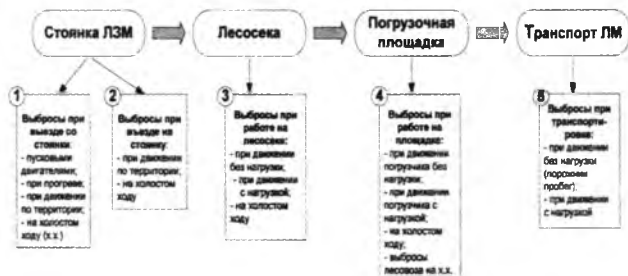 Стоянка ЛЗМ
Лесосека
Погрузочная
площадка
Транспорт ЛМ
1
Выбросы при
выезде со
стоянки:
- пусковыми
двигателями;
- при прогреве;
- при движении
по территории;
- на холостом
ходу (х.х.)
2
Выбросы при
въезде на
стоянку:
- при движении
по территории;
- на холостом
ходу
3
Выбросы при
работе на
лесосеке:
- при движении
без нагрузки;
- при движении
с нагрузкой;
- на холостом
ходу
4
Выбросы при
работе на
площадке:
- при движении
погрузчика без
нагрузки;
- при движении
погрузчика с
нагрузкой;
- на холостом
ходу;
- выбросы
лесовоза на х.х.
5
Выбросы при
транспорти-
ровке:
- при движении
без нагрузки
(порожний
пробег);
- при движении
с нагрузкой